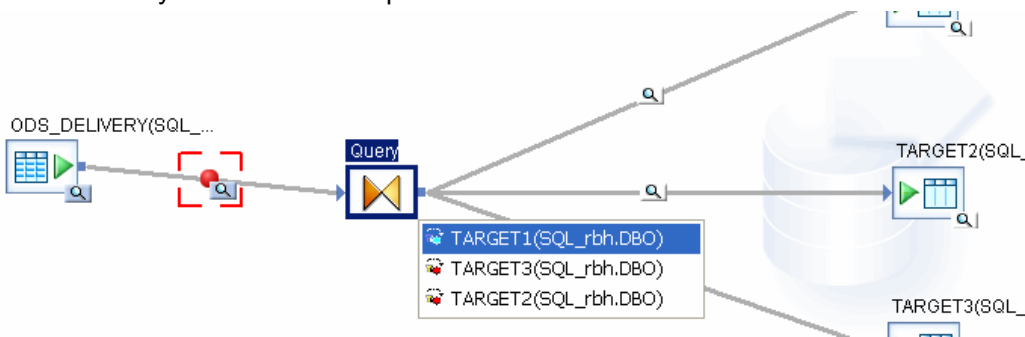 ODS_DELIVERY(SQL_...
Query
TARGET2(SQL_
TARGET1(SQL_rbh.DBO)
TARGET3(SQL_rbh.DBO)
TARGET2(SQL_rbh.DBO)
TARGET3(SQL_